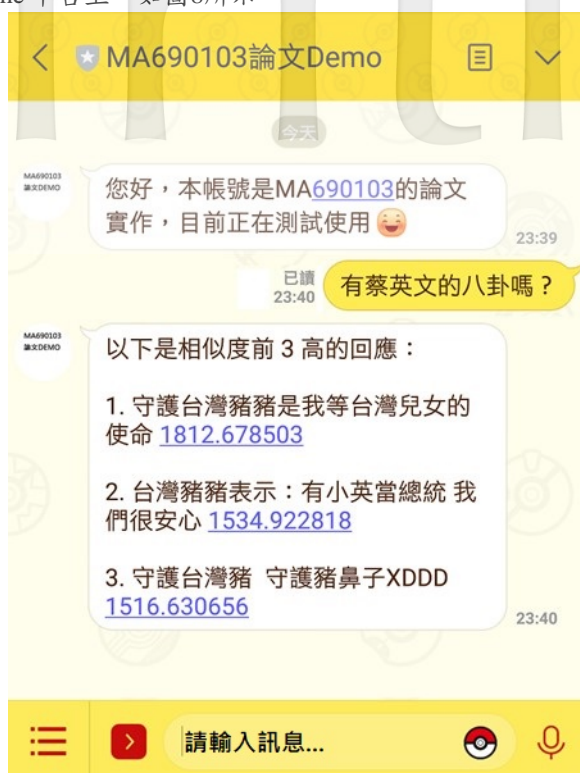 MA690103論文Demo
今天
MA690103
論文DEMO
您好，本帳號是MA690103的論文
實作，目前正在測試使用
23:39
已讀
23:40
有蔡英文的八卦嗎？
MA690103
論文DEMO
以下是相似度前 3 高的回應：
1. 守護台灣豬豬是我等台灣兒女的
使命 1812.678503
2. 台灣豬豬表示：有小英當總統 我
們很安心 1534.922818
3. 守護台灣豬 守護豬鼻子XDDD
1516.630656
23:40
請輸入訊息...